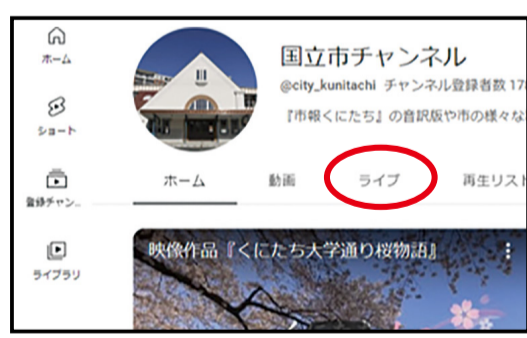 ホーム
ショート
登録チャン...
ライブラリ
国立市チャンネル
@city_kunitachi チャンネル登録者数 178
『市報くにたち』の音訳版や市の様々な
ホーム 動画 ライブ 再生リスト
映像作品『くにたち大学通り桜物語』